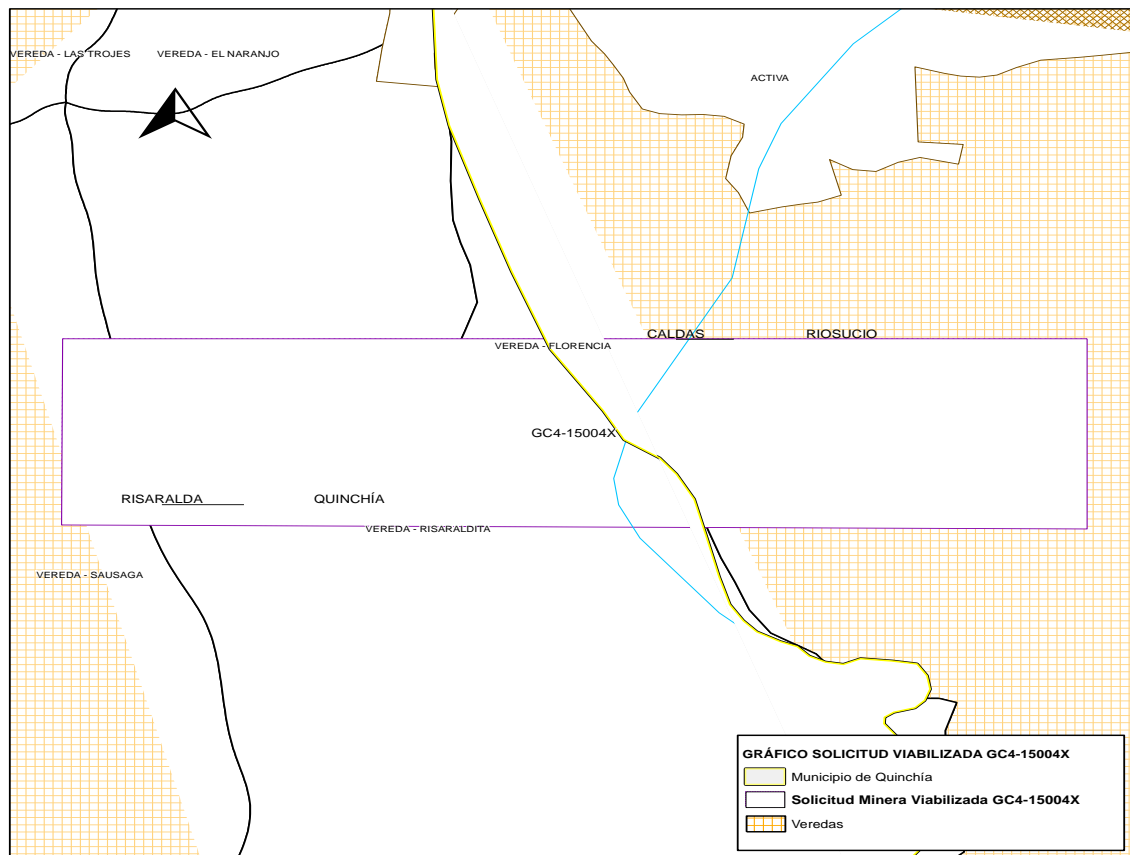 VEREDA - LAS TROJES
VEREDA - EL NARANJO
ACTIVA
CALDAS
RIOSUCIO
VEREDA - FLORENCIA
GC4-15004X
RISARALDA
QUINCHÍA
VEREDA - RISARALDITA
VEREDA - SAUSAGA
GRÁFICO SOLICITUD VIABILIZADA GC4-15004X
Municipio de Quinchía
Solicitud Minera Viabilizada GC4-15004X
Veredas